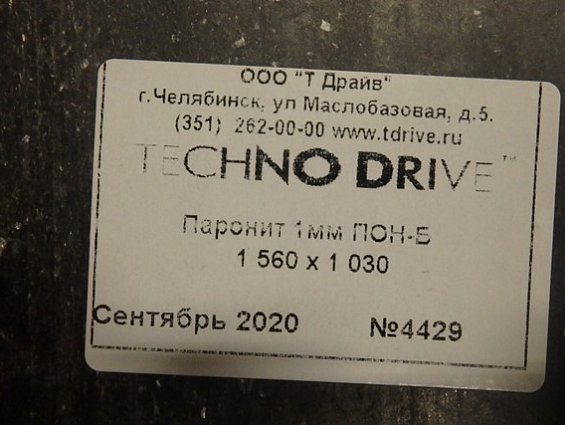 ООО "Т Драйв"
г.Челябинск, ул Маслобазовая, д.5.
(351) 262-00-00 www.tdrive.ru
TECHNO DRIVE™
Паронит 1мм ПОН-Б
1 560 x 1 030
Сентябрь 2020 №4429